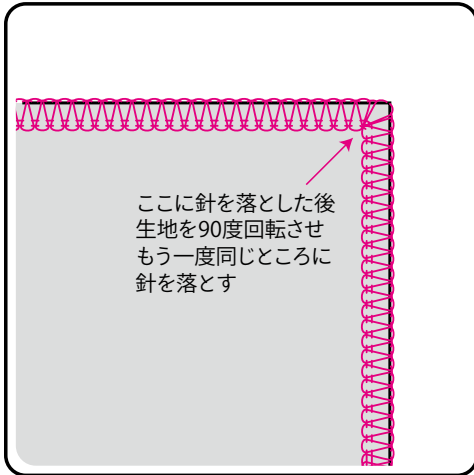 ここに針を落とした後
生地を90度回転させ
もう一度同じところに
針を落とす